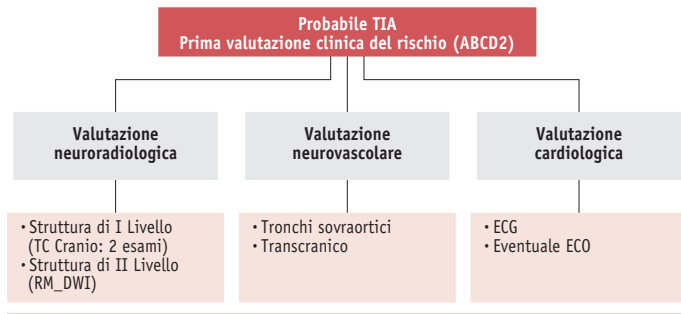 Probabile TIA
Prima valutazione clinica del rischio (ABCD2)
Valutazione
neuroradiologica
Valutazione
neurovascolare
Valutazione
cardiologica
• Struttura di I Livello
(TC Cranio: 2 esami)
• Struttura di II Livello
(RM_DWI)
• Tronchi sovraortici
• Transcranico
• ECG
• Eventuale ECO